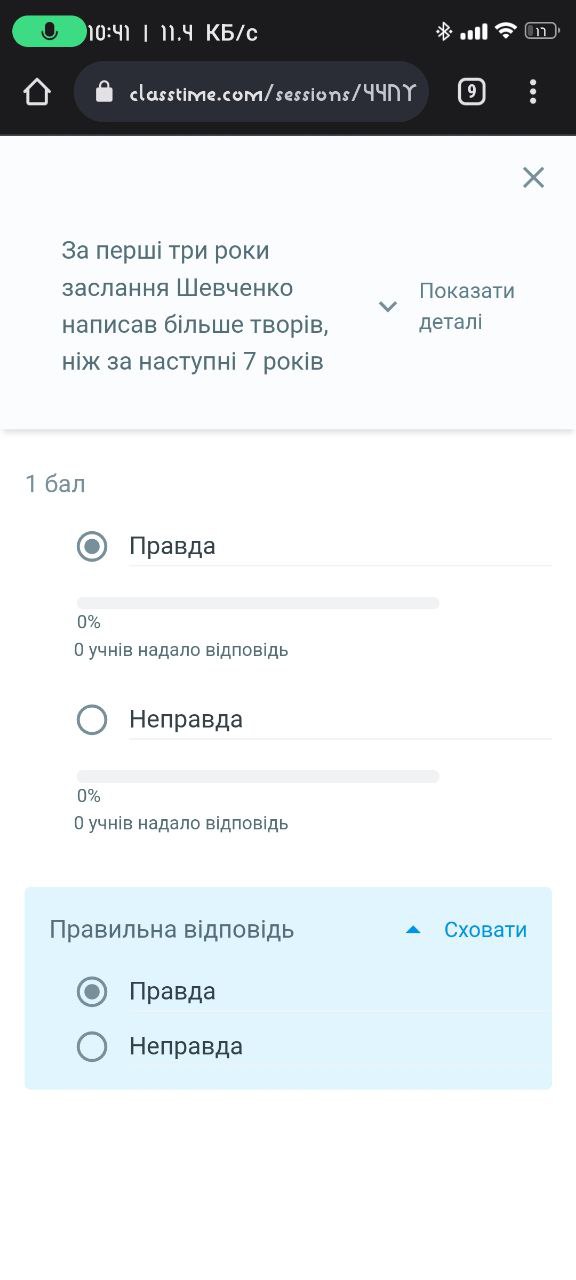 10:41 | 11.4 КБ/с
17
classtime.com/sessions/44
9
За перші три роки
заслання Шевченко
написав більше творів,
ніж за наступні 7 років
Показати
деталі
1 бал
Правда
0%
0 учнів надало відповідь
Неправда
0%
0 учнів надало відповідь
Правильна відповідь
Сховати
Правда
Неправда